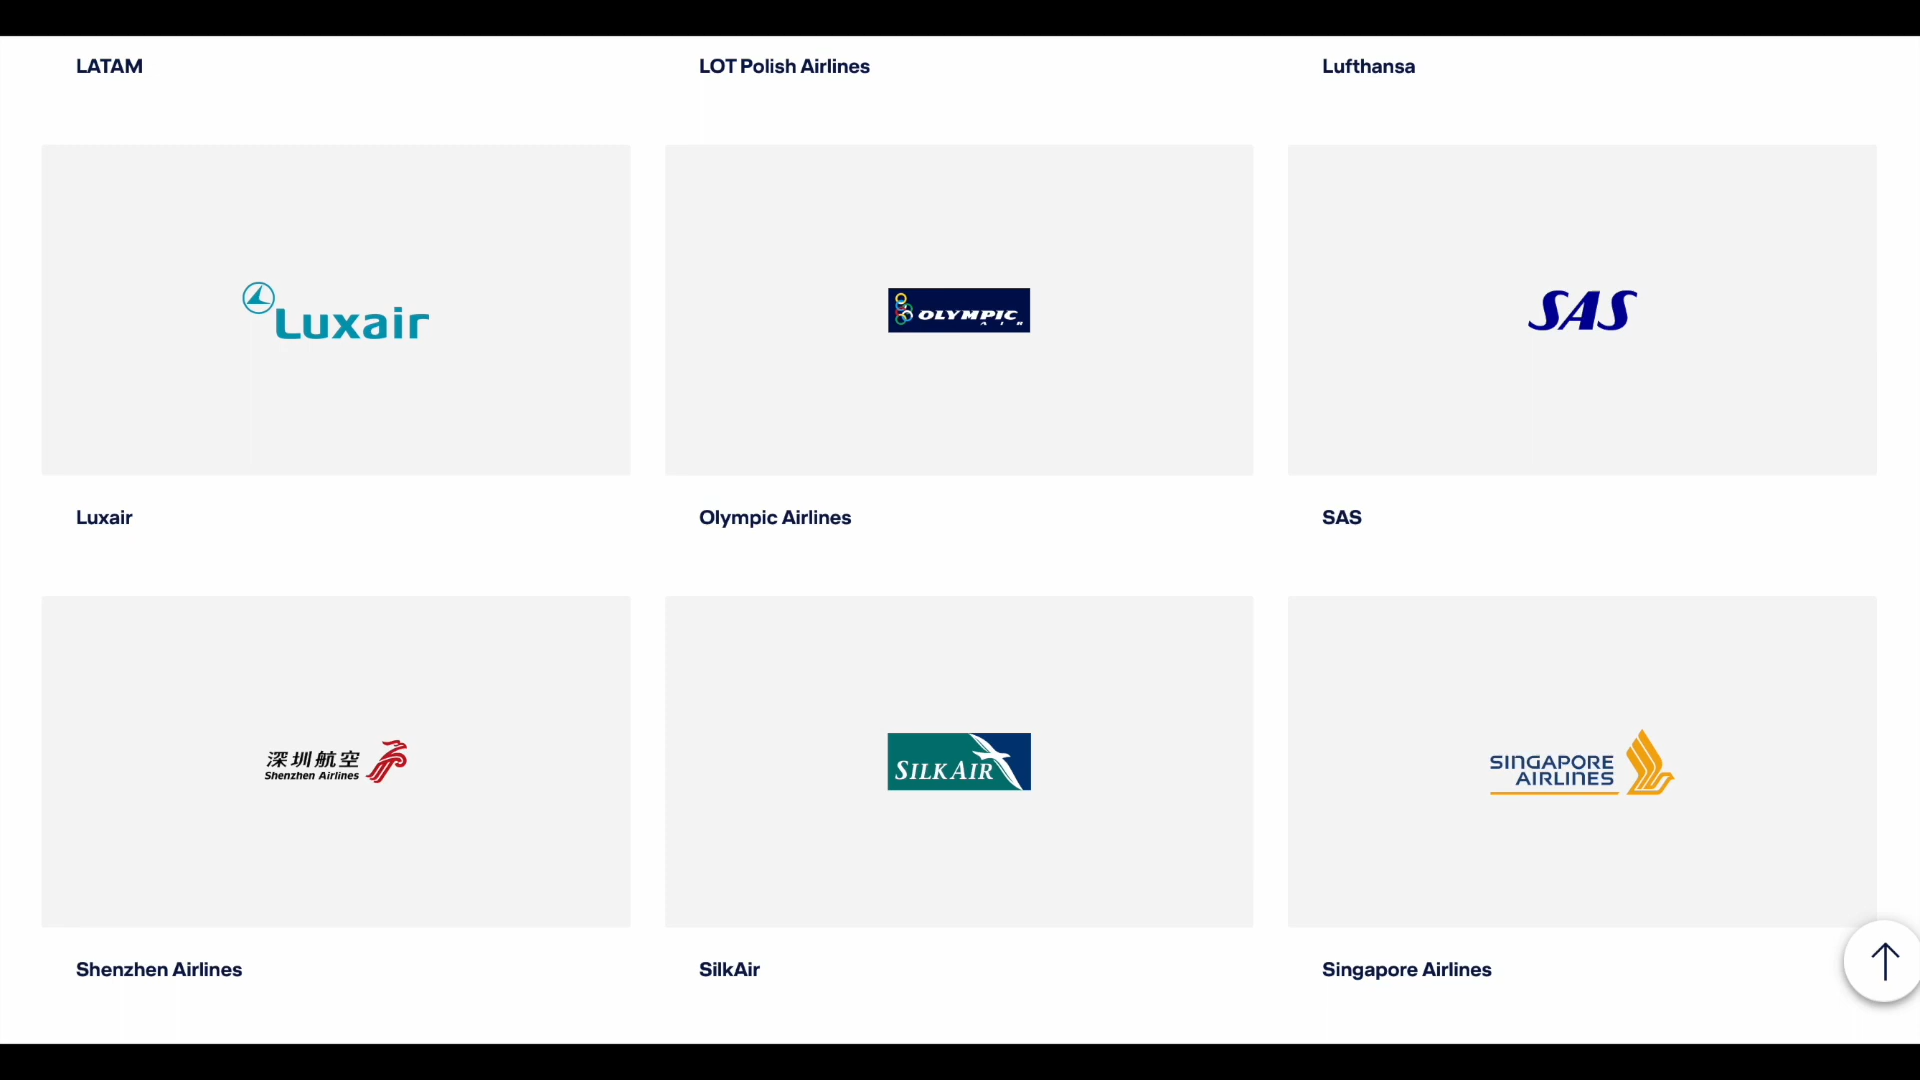 LATAM
LOT Polish Airlines
Lufthansa
Luxair
OLYMPIC
AIR
SAS
Luxair
Olympic Airlines
SAS
深圳航空
Shenzhen Airlines
SILKAIR
SINGAPORE
AIRLINES
Shenzhen Airlines
SilkAir
Singapore Airlines